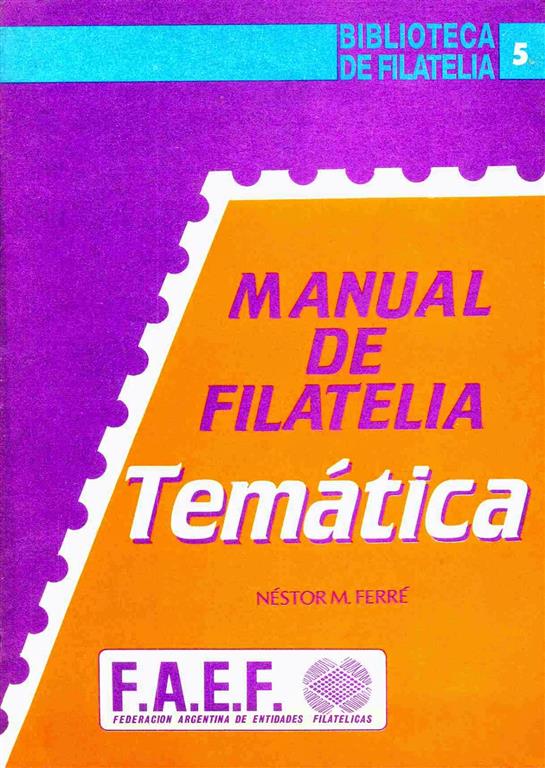 BIBLIOTECA
DE FILATELIA
5
MANUAL
DE
FILATELIA
Temática
NÉSTOR M. FERRÉ
F.A.E.F.
FEDERACION ARGENTINA DE ENTIDADES FILATELICAS